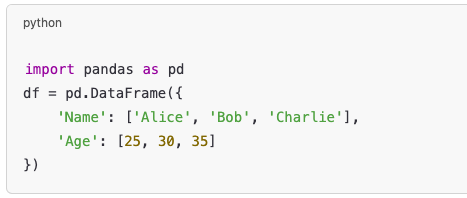 python
import pandas as pd
df = pd.DataFrame({
    'Name': ['Alice', 'Bob', 'Charlie'],
    'Age': [25, 30, 35]
})